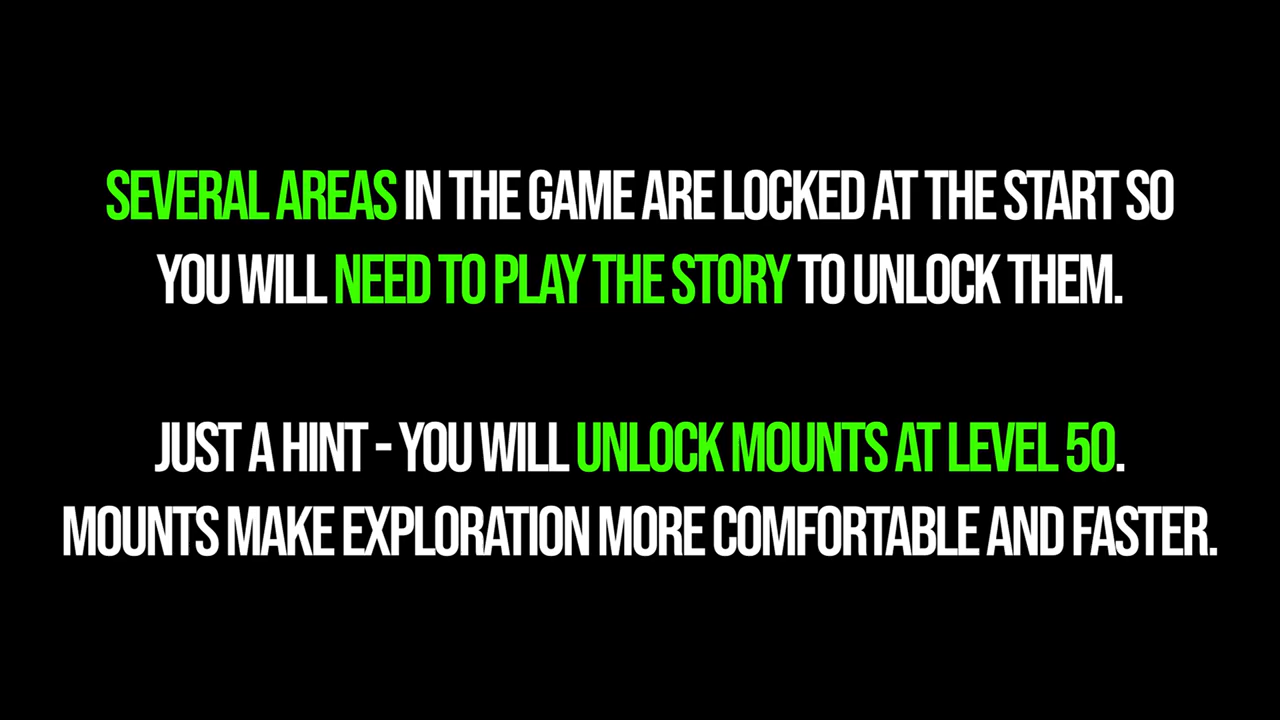 SEVERAL AREAS IN THE GAME ARE LOCKED AT THE START SO
YOU WILL NEED TO PLAY THE STORY TO UNLOCK THEM.
JUST A HINT - YOU WILL UNLOCK MOUNTS AT LEVEL 50.
MOUNTS MAKE EXPLORATION MORE COMFORTABLE AND FASTER.